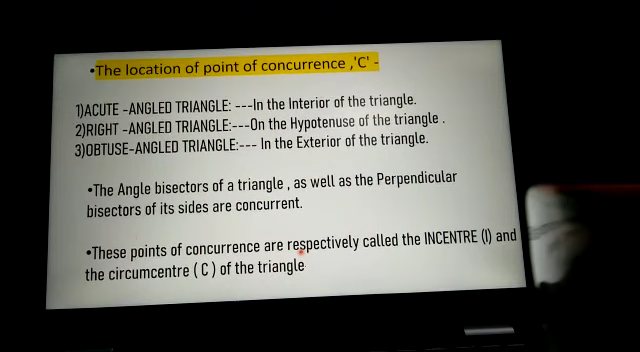 •The location of point of concurrence ,'C' -
1)ACUTE -ANGLED TRIANGLE: ---In the Interior of the triangle.
2)RIGHT -ANGLED TRIANGLE:---On the Hypotenuse of the triangle .
3)OBTUSE-ANGLED TRIANGLE:--- In the Exterior of the triangle.
•The Angle bisectors of a triangle , as well as the Perpendicular
bisectors of its sides are concurrent.
•These points of concurrence are respectively called the INCENTRE (I) and
the circumcentre ( C ) of the triangle